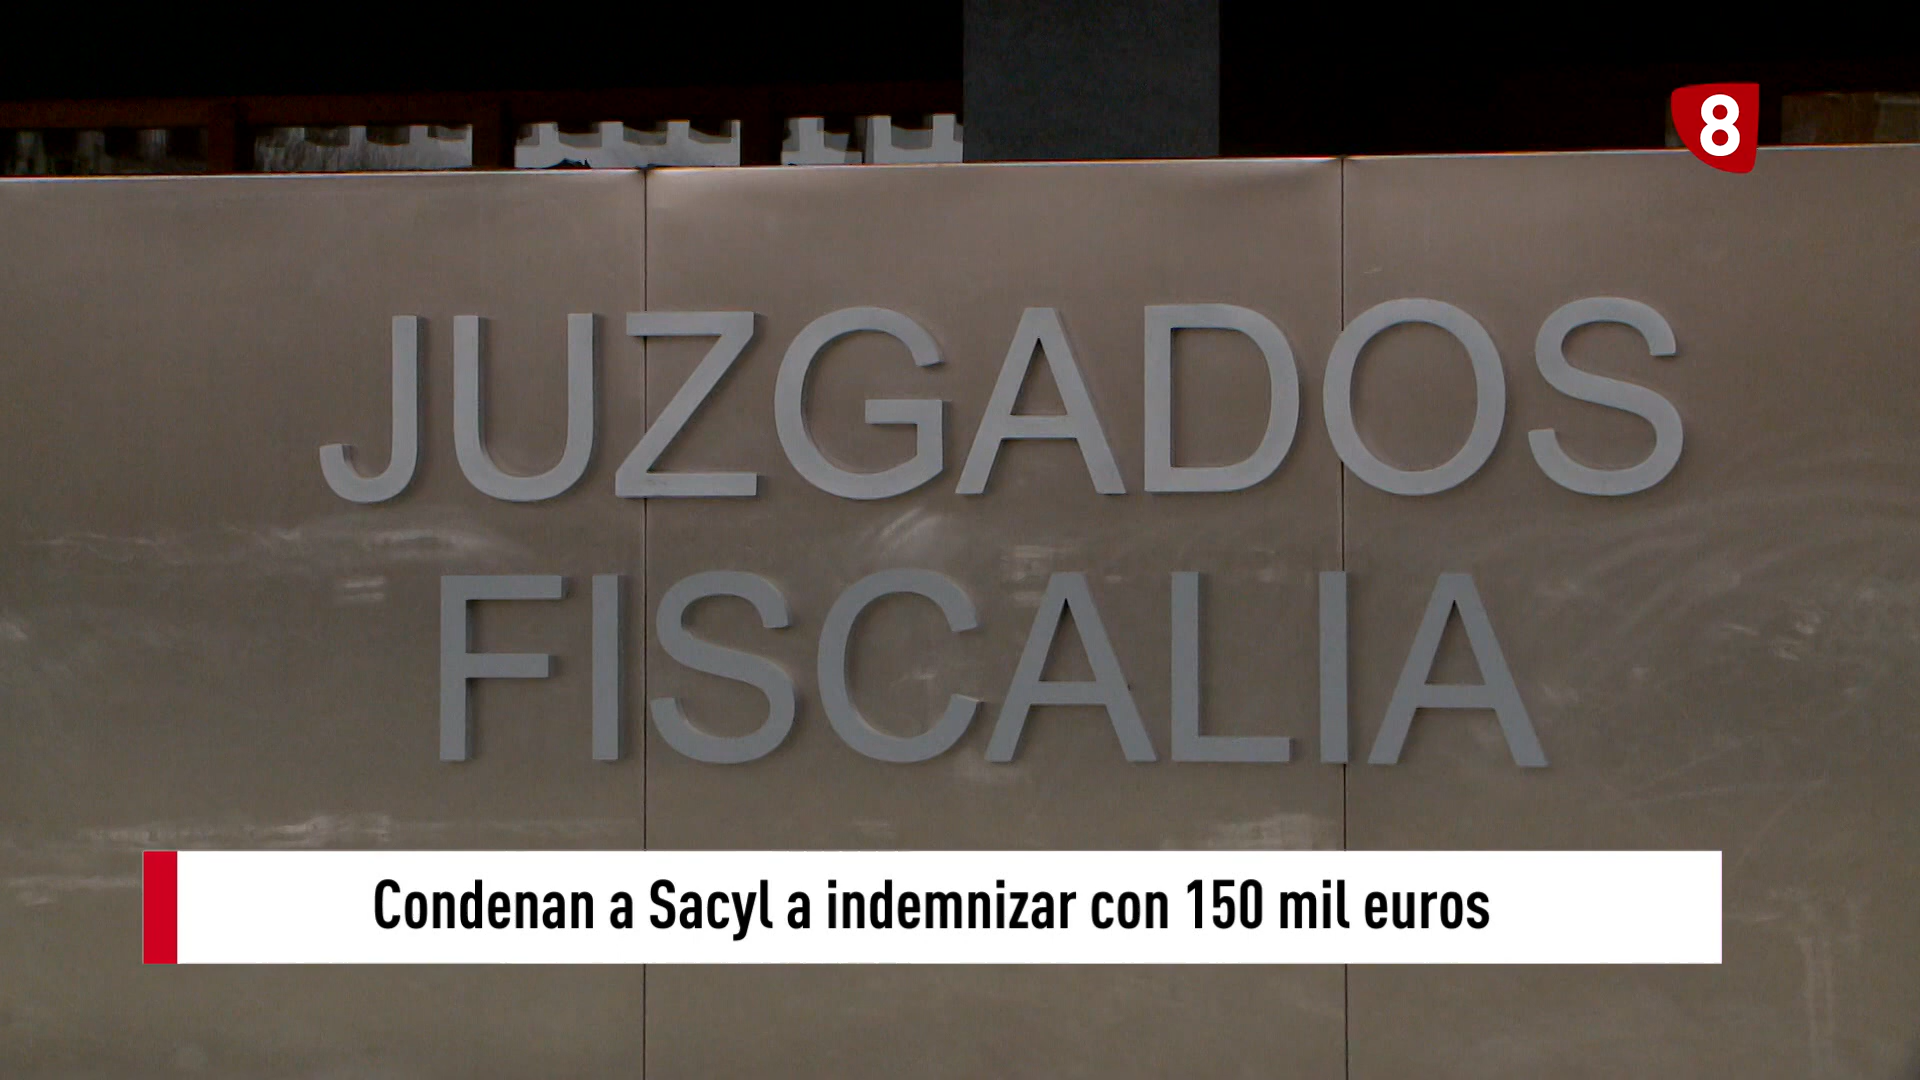 8
JUZGADOS
FISCALIA
Condenan a Sacyl a indemnizar con 150 mil euros